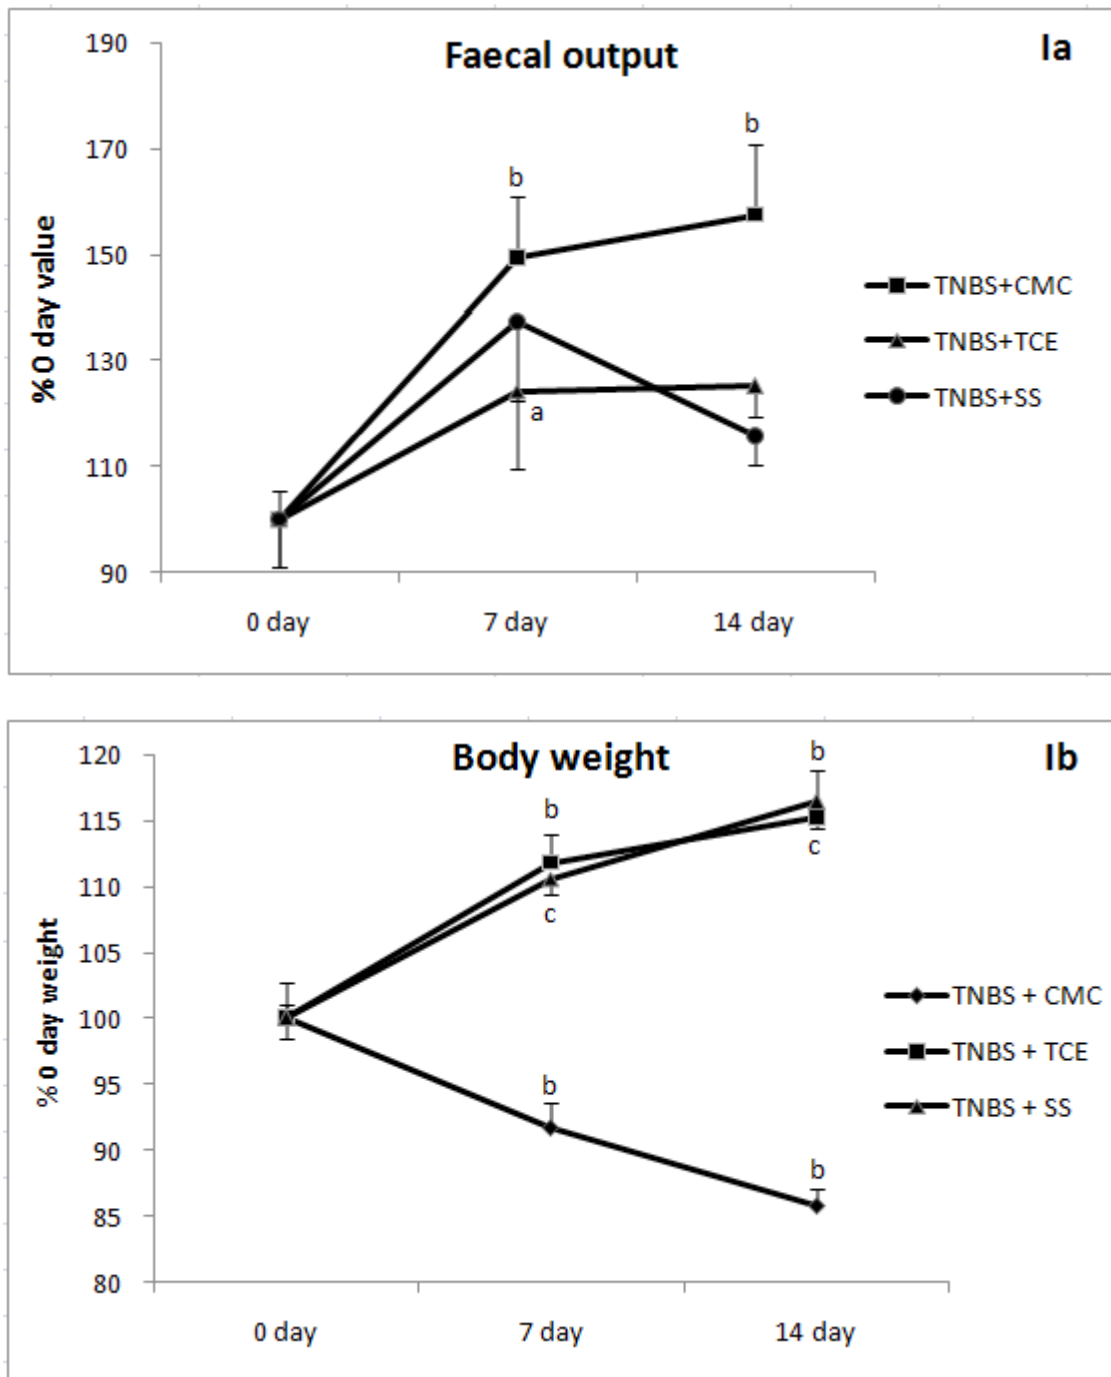 Faecal output
Ia
190
170
150
130
110
90
%0 day value
b
b
a
0 day
7 day
14 day
TNBS+CMC
TNBS+TCE
TNBS+SS
Body weight
Ib
120
115
110
105
100
95
90
85
80
% 0 day weight
b
b
c
c
b
b
0 day
7 day
14 day
TNBS + CMC
TNBS + TCE
TNBS + SS